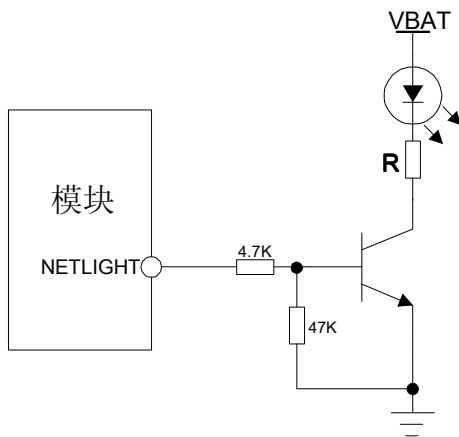 VBAT
R
模块
NETLIGHT
4.7K
47K